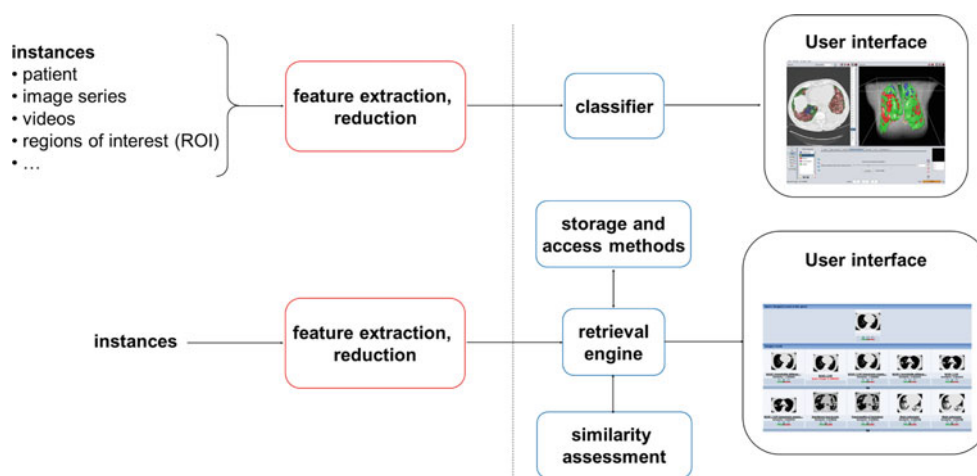 instances
• patient
• image series
• videos
• regions of interest (ROI)
• …
feature extraction,
reduction
classifier
User interface
instances
feature extraction,
reduction
storage and
access methods
retrieval
engine
similarity
assessment
User interface